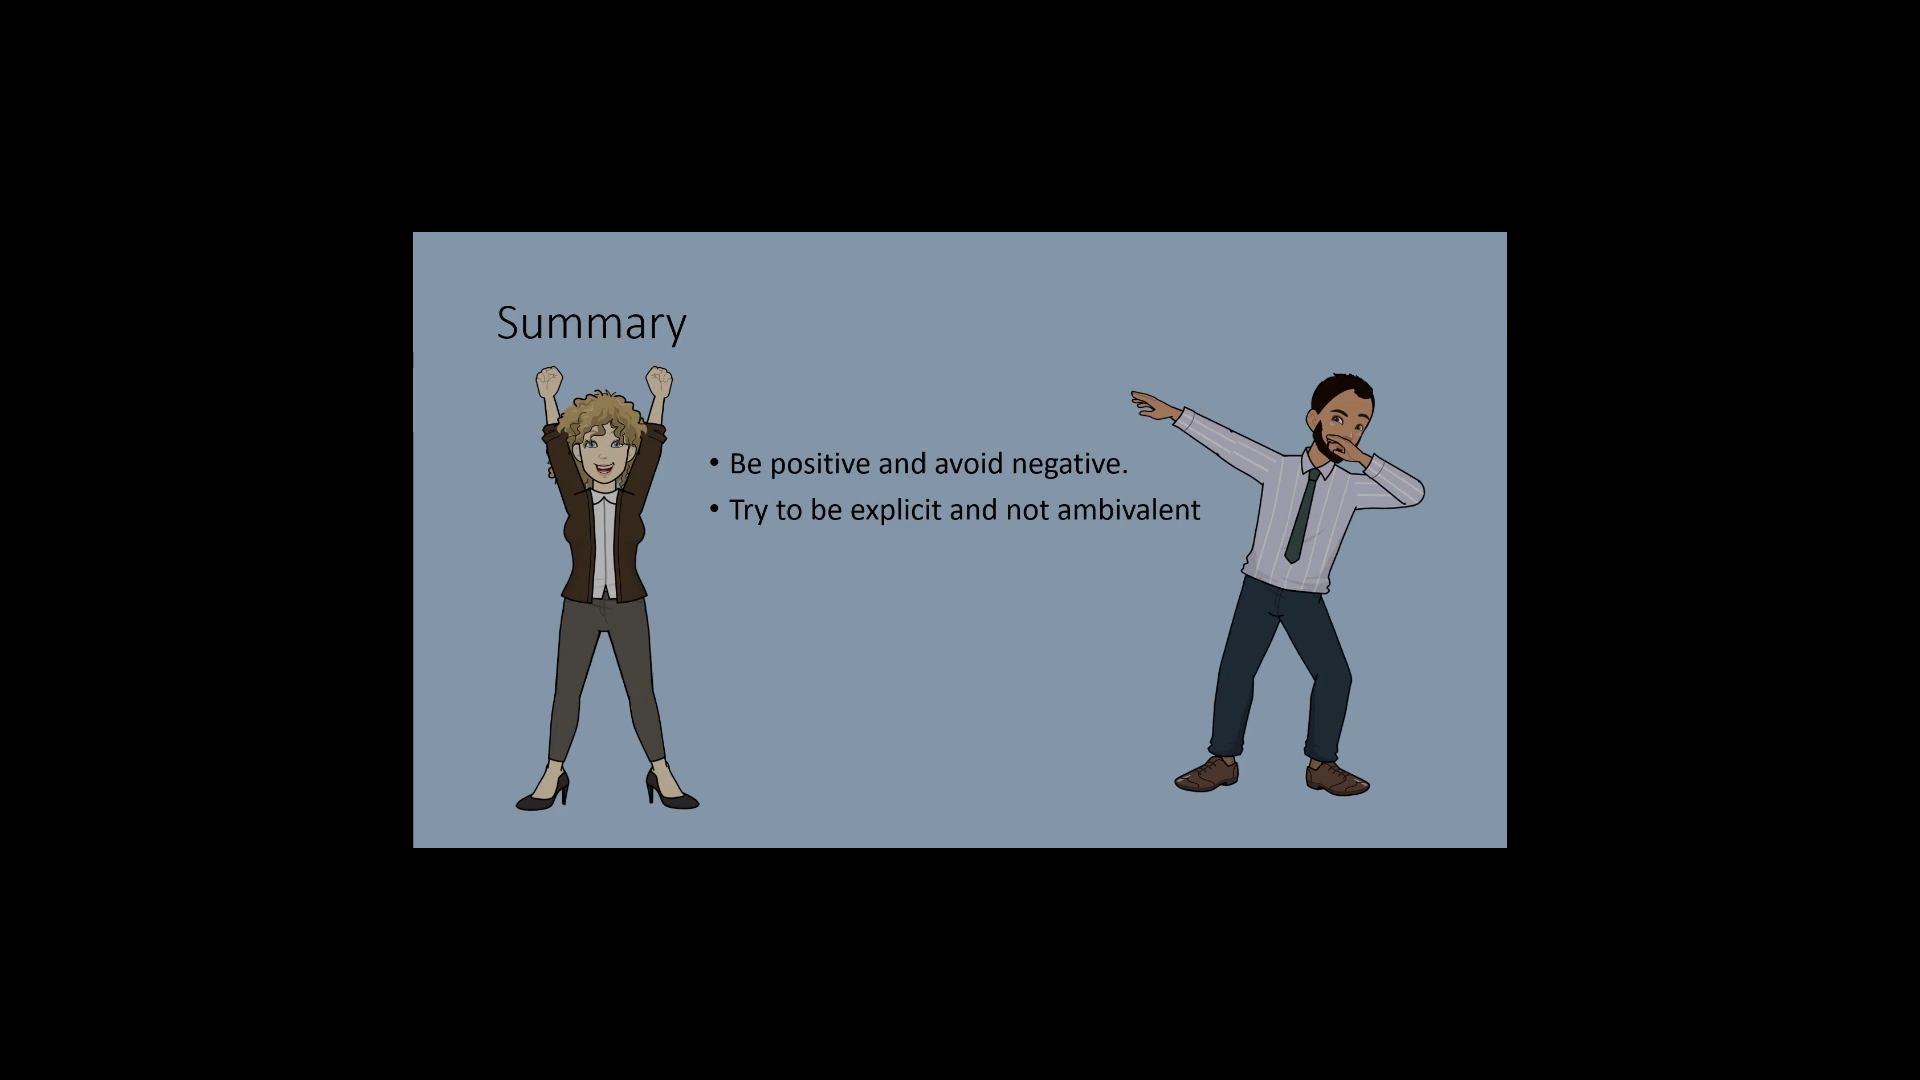 Summary
• Be positive and avoid negative.
• Try to be explicit and not ambivalent